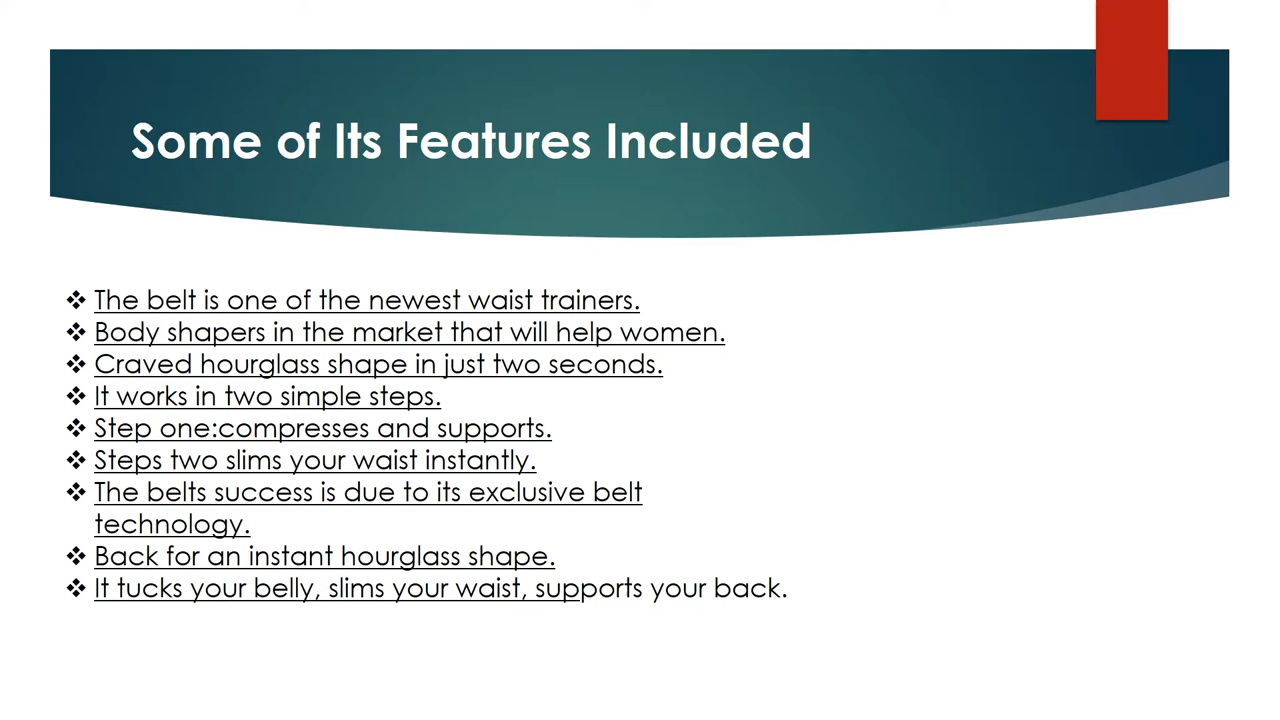 Some of Its Features Included
❖ The belt is one of the newest waist trainers.
❖ Body shapers in the market that will help women.
❖ Craved hourglass shape in just two seconds.
❖ It works in two simple steps.
❖ Step one:compresses and supports.
❖ Steps two slims your waist instantly.
❖ The belts success is due to its exclusive belt
technology.
❖ Back for an instant hourglass shape.
❖ It tucks your belly, slims your waist, supports your back.